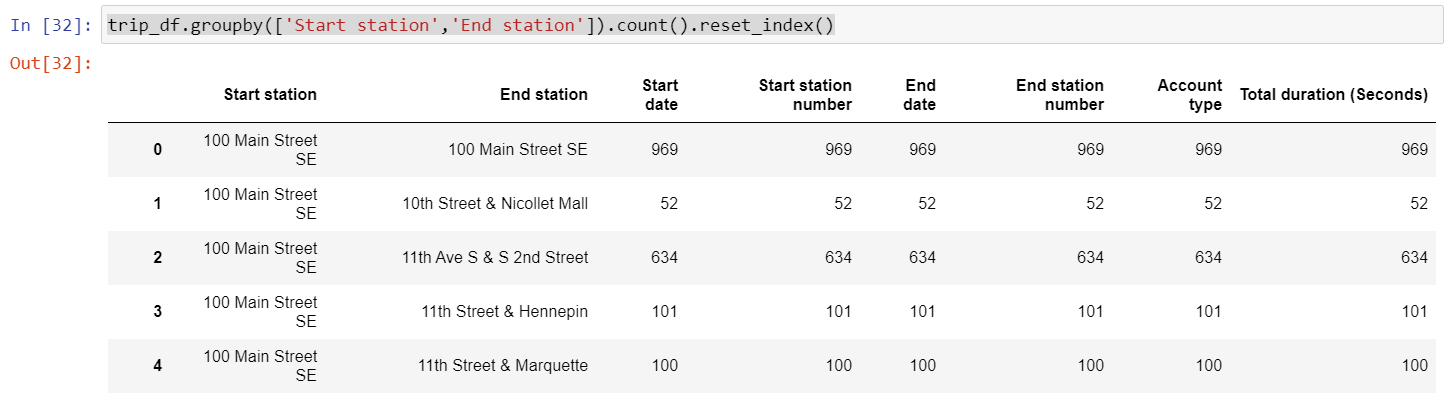 In [32]: trip_df.groupby(['Start station','End station']).count().reset_index()
Out[32]:
Start station End station Start date Start station number End date End station number Account type Total duration (Seconds)
0 100 Main Street SE 100 Main Street SE 969 969 969 969 969 969
1 100 Main Street SE 10th Street & Nicollet Mall 52 52 52 52 52 52
2 100 Main Street SE 11th Ave S & S 2nd Street 634 634 634 634 634 634
3 100 Main Street SE 11th Street & Hennepin 101 101 101 101 101 101
4 100 Main Street SE 11th Street & Marquette 100 100 100 100 100 100